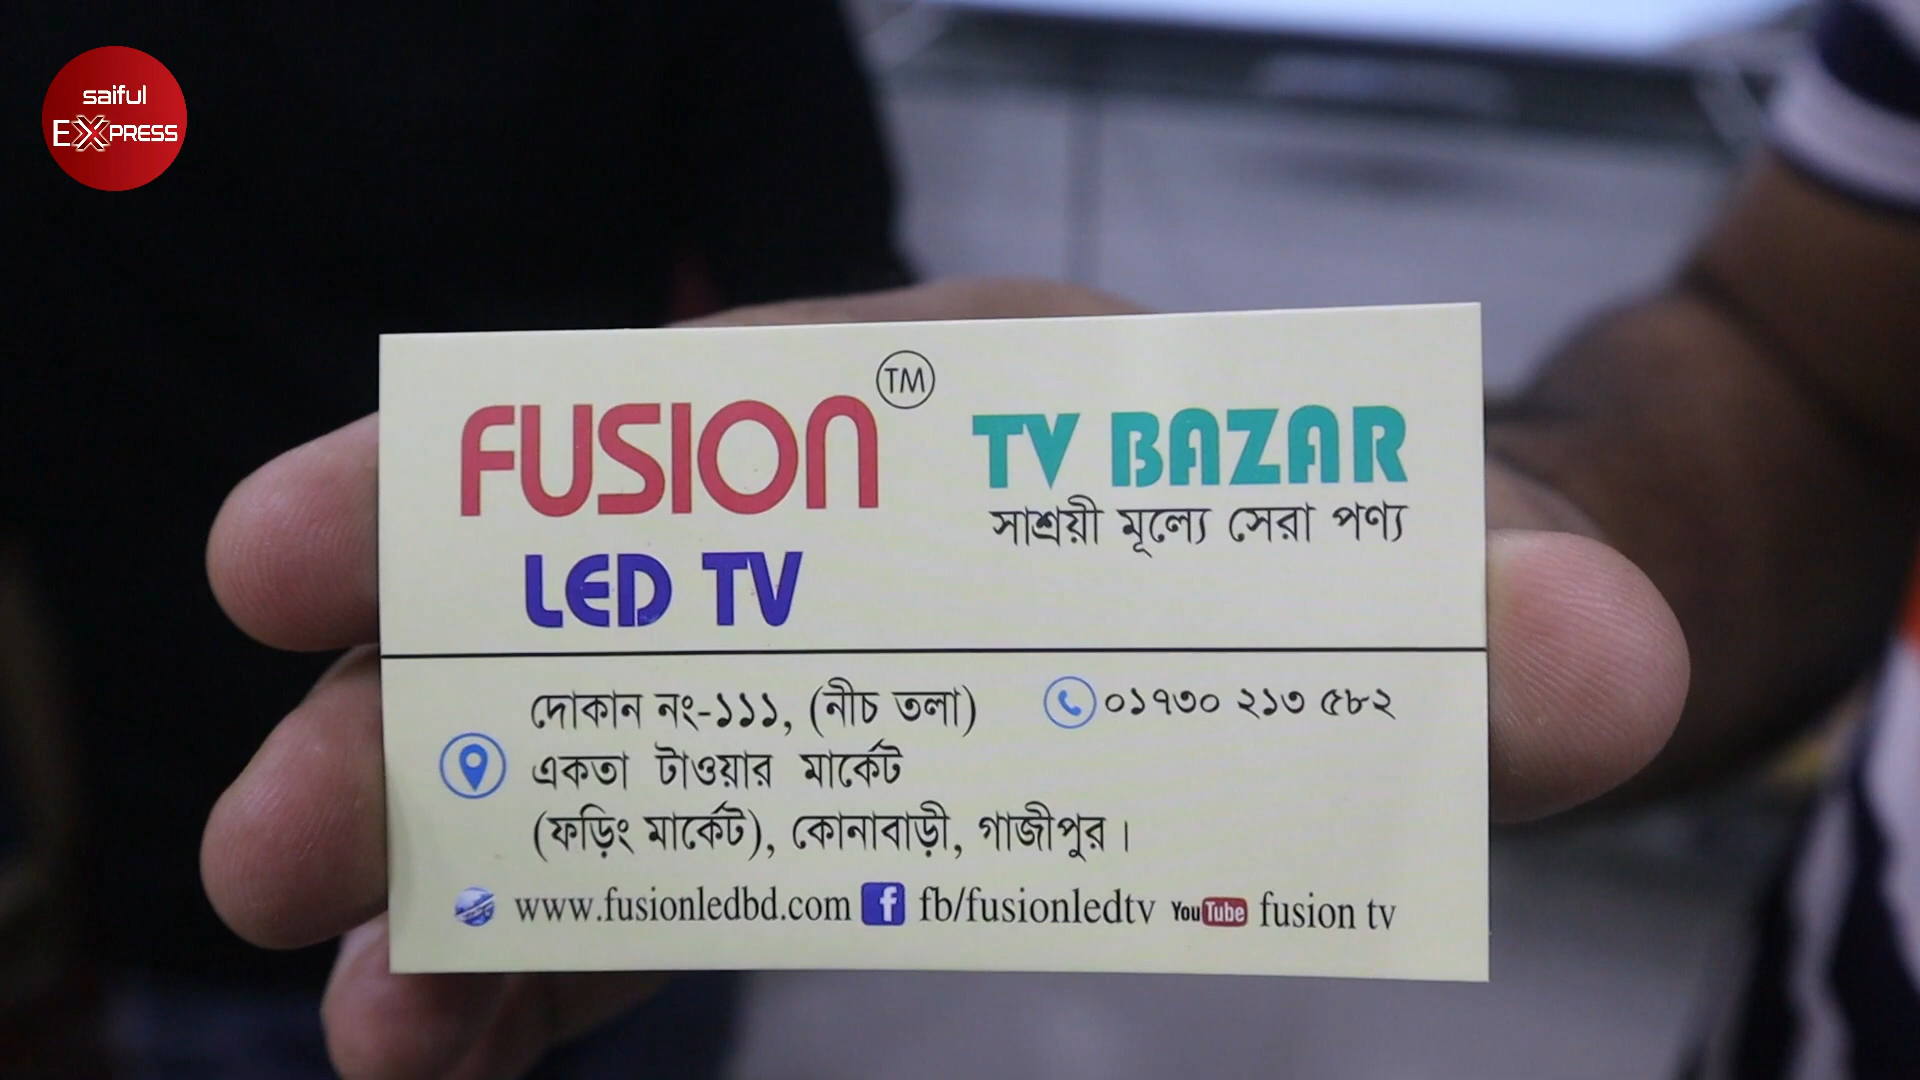 saiful
EXPRESS
FUSION TM
LED TV
TV BAZAR
সাশ্রয়ী মূল্যে সেরা পণ্য
দোকান নং-১১১, (নীচ তলা)
একতা টাওয়ার মার্কেট
(ফড়িং মার্কেট), কোনাবাড়ী, গাজীপুর।
০১৭৩০ ২১৩ ৫৮২
www.fusionledbd.com f fb/fusionledtv YouTube fusion tv